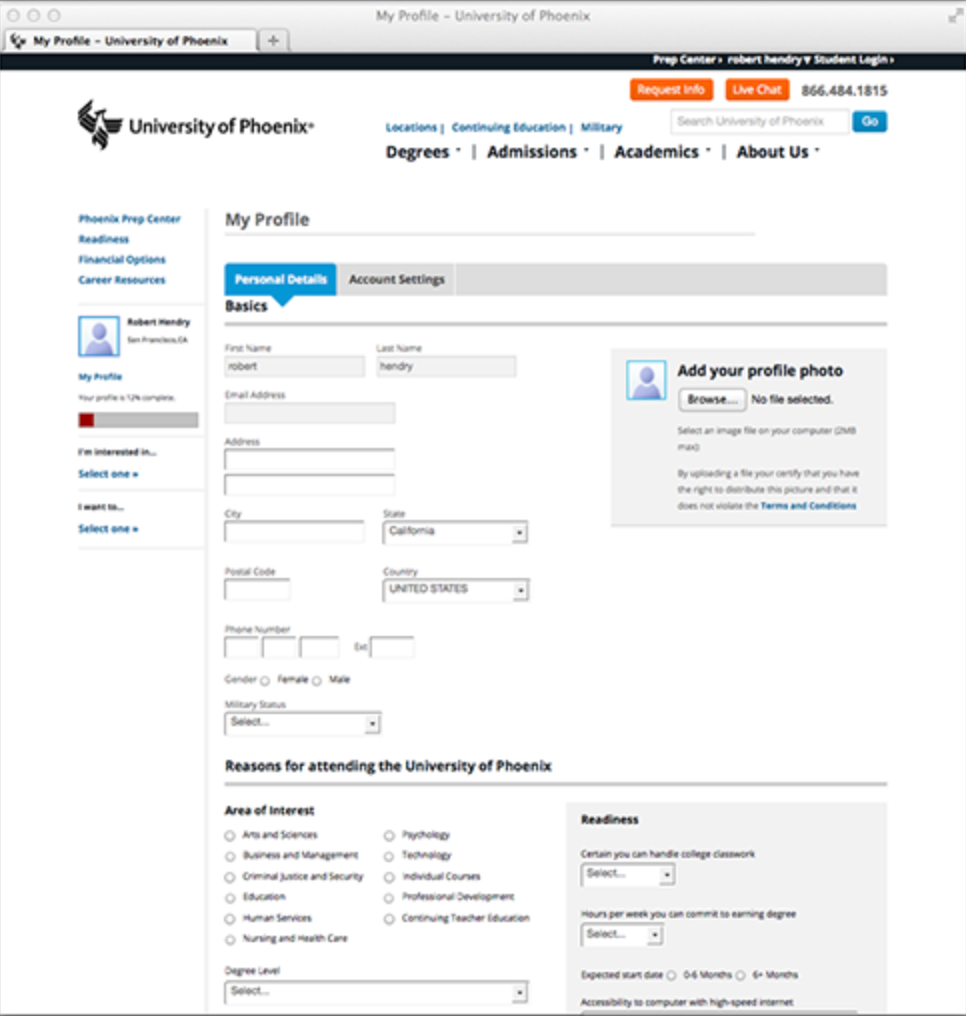 My Profile – University of Phoenix
My Profile – University of Phoenix
+
Prep Center › robert hendry ▾ Student Login ›
Request Info Live Chat 866.484.1815
University of Phoenix®
Locations | Continuing Education | Military
Search University of Phoenix Go
Degrees | Admissions | Academics | About Us
Phoenix Prep Center
Readiness
Financial Options
Career Resources
Robert Hendry
San Francisco,CA
My Profile
Your profile is 12% complete.
I'm interested in...
Select one »
I want to...
Select one »
My Profile
Personal Details Account Settings
Basics
First Name Last Name
robert hendry
Email Address
Address
City State
California
Postal Code Country
UNITED STATES
Phone Number
Ext
Gender Female Male
Military Status
Select...
Add your profile photo
Browse... No file selected.
Select an image file on your computer (2MB
max)
By uploading a file your certify that you have
the right to distribute this picture and that it
does not violate the Terms and Conditions
Reasons for attending the University of Phoenix
Area of Interest
Arts and Sciences Psychology
Business and Management Technology
Criminal Justice and Security Individual Courses
Education Professional Development
Human Services Continuing Teacher Education
Nursing and Health Care
Degree Level
Select...
Readiness
Certain you can handle college classwork
Select...
Hours per week you can commit to earning degree
Select...
Expected start date 0-6 Months 6+ Months
Accessibility to computer with high-speed internet